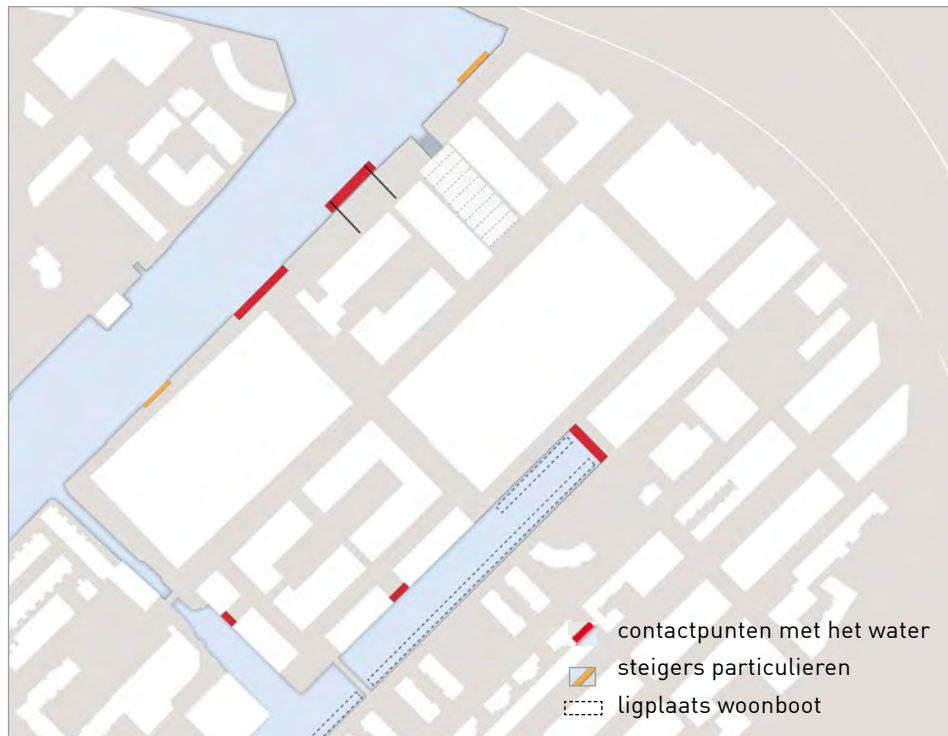 contactpunten met het water
steigers particulieren
ligplaats woonboot